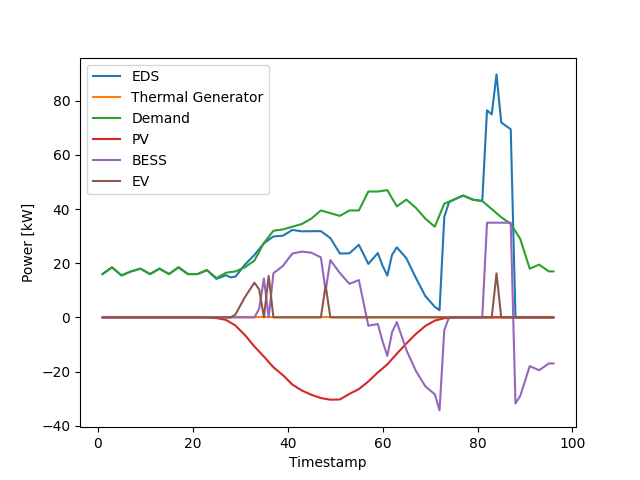 EDS
Thermal Generator
Demand
PV
BESS
EV
Power [kW]
80
60
40
20
0
−20
−40
0 20 40 60 80 100
Timestamp